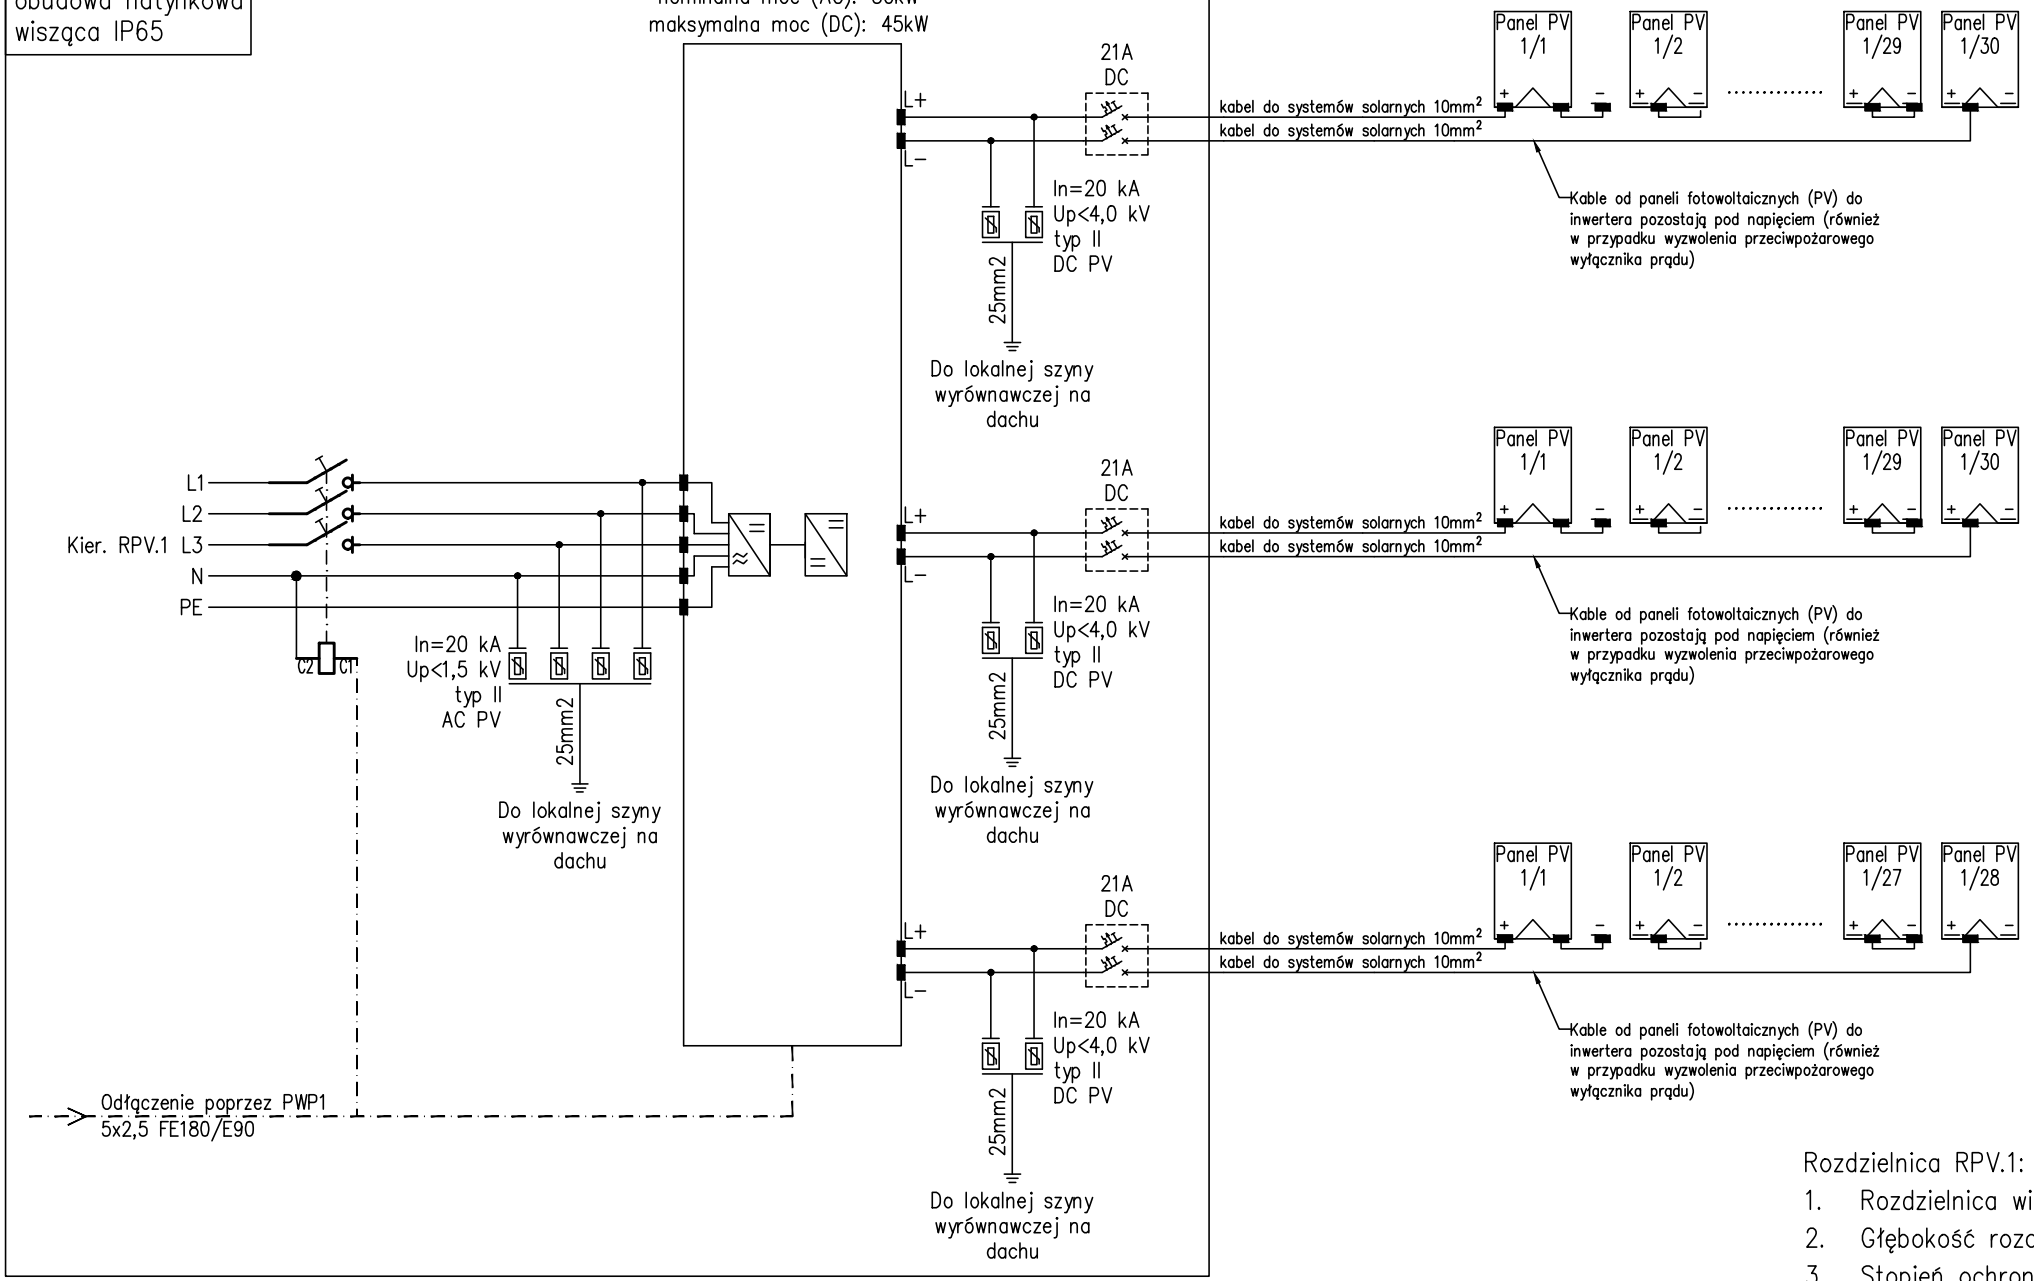 obudowa natynkowa
wisząca IP65
maksymalna moc (DC): 45kW
21A
DC
L+
L-
kabel do systemów solarnych 10mm²
kabel do systemów solarnych 10mm²
Panel PV
1/1
+
-
Panel PV
1/2
+
-
Panel PV
1/29
+
-
Panel PV
1/30
+
-
In=20 kA
Up<4,0 kV
typ II
DC PV
25mm2
Do lokalnej szyny
wyrównawczej na
dachu
Kable od paneli fotowoltaicznych (PV) do
inwertera pozostają pod napięciem (również
w przypadku wyzwolenia przeciwpożarowego
wyłącznika prądu)
L1
L2
Kier. RPV.1 L3
N
PE
C2
C1
In=20 kA
Up<1,5 kV
typ II
AC PV
25mm2
Do lokalnej szyny
wyrównawczej na
dachu
21A
DC
L+
L-
kabel do systemów solarnych 10mm²
kabel do systemów solarnych 10mm²
Panel PV
1/1
+
-
Panel PV
1/2
+
-
Panel PV
1/29
+
-
Panel PV
1/30
+
-
In=20 kA
Up<4,0 kV
typ II
DC PV
25mm2
Do lokalnej szyny
wyrównawczej na
dachu
Kable od paneli fotowoltaicznych (PV) do
inwertera pozostają pod napięciem (również
w przypadku wyzwolenia przeciwpożarowego
wyłącznika prądu)
21A
DC
L+
L-
kabel do systemów solarnych 10mm²
kabel do systemów solarnych 10mm²
Panel PV
1/1
+
-
Panel PV
1/2
+
-
Panel PV
1/27
+
-
Panel PV
1/28
+
-
In=20 kA
Up<4,0 kV
typ II
DC PV
25mm2
Do lokalnej szyny
wyrównawczej na
dachu
Kable od paneli fotowoltaicznych (PV) do
inwertera pozostają pod napięciem (również
w przypadku wyzwolenia przeciwpożarowego
wyłącznika prądu)
Odłączenie poprzez PWP1
5x2,5 FE180/E90
Rozdzielnica RPV.1:
1. Rozdzielnica wi
2. Głębokość rozd
3. Stopień ochron